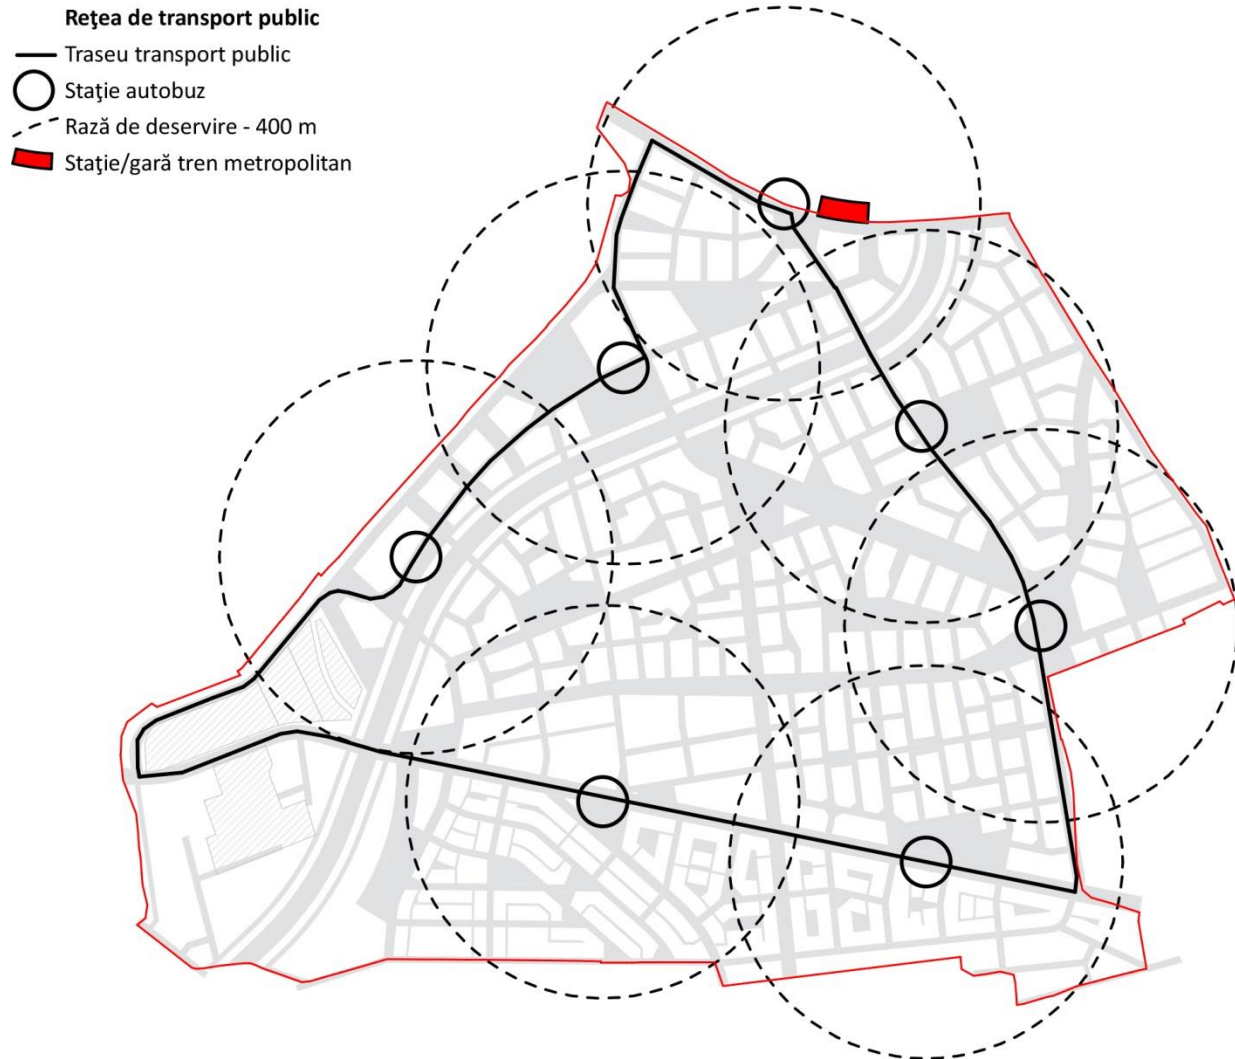 Reţea de transport public
Traseu transport public
Staţie autobuz
Rază de deservire - 400 m
Staţie/gară tren metropolitan